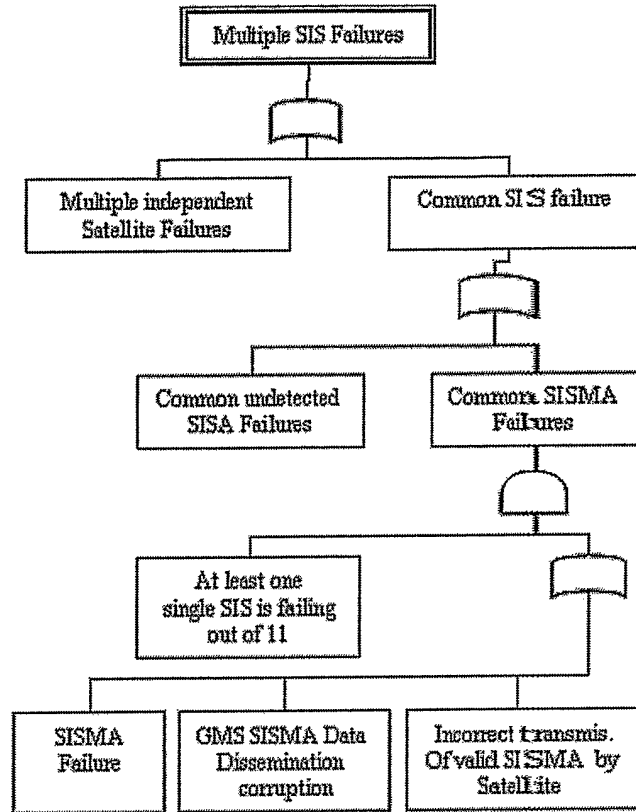 Multiple SIS Failures
Multiple independent
Satellite Failures
Common SIS failure
Common undetected
SISA Failures
Common SISMA
Failures
At least one
single SIS is failing
out of 11
SISMA
Failure
GMS SISMA Data
Dissemination
corruption
Incorrect transmis.
Of valid SISMA by
Satellite